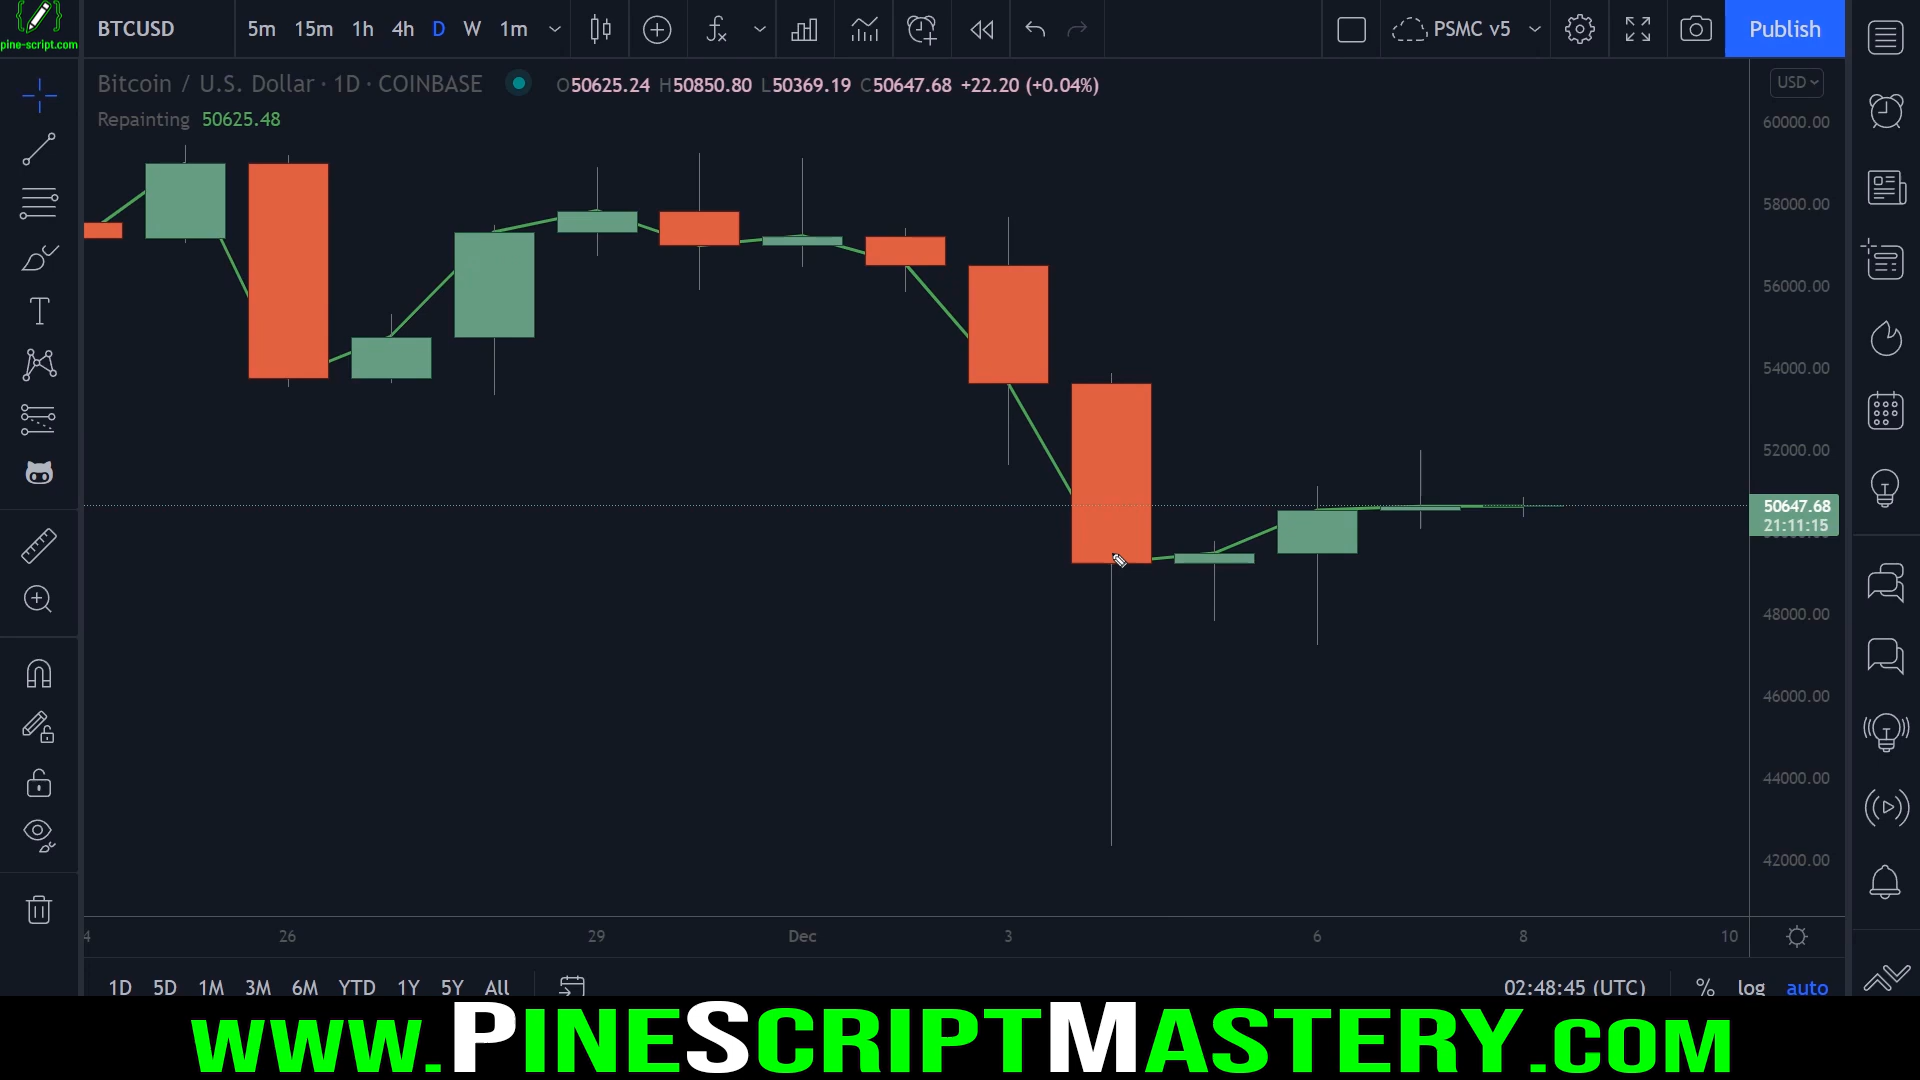 pine-script.com
BTCUSD 5m 15m 1h 4h D W 1m PSMC v5 Publish
Bitcoin / U.S. Dollar · 1D · COINBASE O50625.24 H50850.80 L50369.19 C50647.68 +22.20 (+0.04%) USD
Repainting 50625.48
60000.00
58000.00
56000.00
54000.00
52000.00
50647.68
21:11:15
48000.00
46000.00
44000.00
42000.00
4 26 29 Dec 3 6 8 10
1D 5D 1M 3M 6M YTD 1Y 5Y All 02:48:45 (UTC) % log auto
www.PineScriptMastery.com